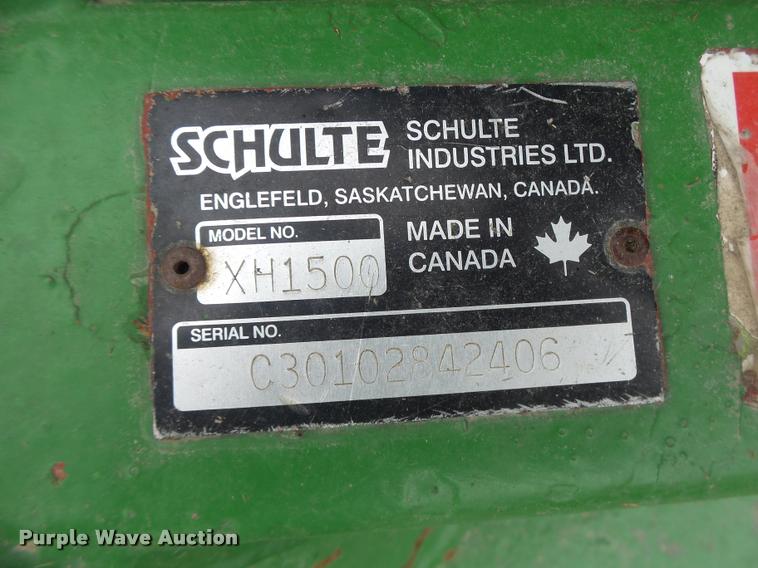 SCHULTE
SCHULTE
INDUSTRIES LTD.
ENGLEFELD, SASKATCHEWAN, CANADA.
MODEL NO.
XH1500
MADE IN
CANADA
SERIAL NO.
C30102842406
Purple Wave Auction